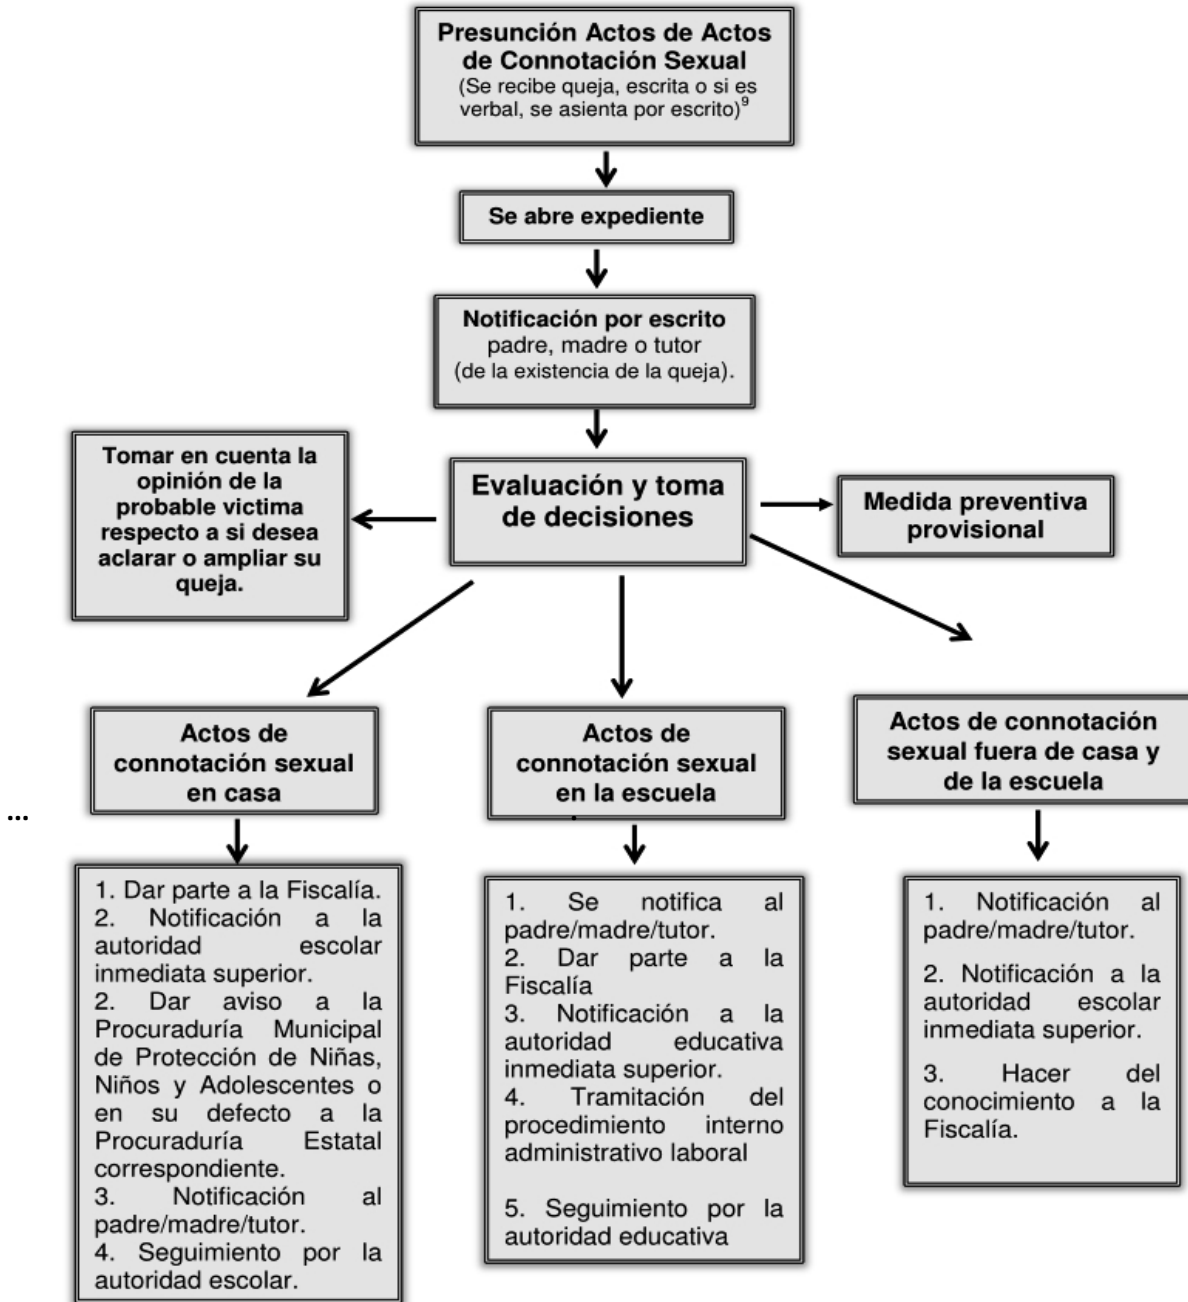 Presunción Actos de Actos
de Connotación Sexual
(Se recibe queja, escrita o si es
verbal, se asienta por escrito)⁹
Se abre expediente
Notificación por escrito
padre, madre o tutor
(de la existencia de la queja).
Evaluación y toma
de decisiones
Tomar en cuenta la
opinión de la
probable victima
respecto a si desea
aclarar o ampliar su
queja.
Medida preventiva
provisional
Actos de
connotación sexual
en casa
Actos de
connotación sexual
en la escuela
Actos de connotación
sexual fuera de casa y
de la escuela
...
1. Dar parte a la Fiscalía.
2. Notificación a la
autoridad escolar
inmediata superior.
2. Dar aviso a la
Procuraduría Municipal
de Protección de Niñas,
Niños y Adolescentes o
en su defecto a la
Procuraduría Estatal
correspondiente.
3. Notificación al
padre/madre/tutor.
4. Seguimiento por la
autoridad escolar.
1. Se notifica al
padre/madre/tutor.
2. Dar parte a la
Fiscalía
3. Notificación a la
autoridad educativa
inmediata superior.
4. Tramitación del
procedimiento interno
administrativo laboral
5. Seguimiento por la
autoridad educativa
1. Notificación al
padre/madre/tutor.
2. Notificación a la
autoridad escolar
inmediata superior.
3. Hacer del
conocimiento a la
Fiscalía.